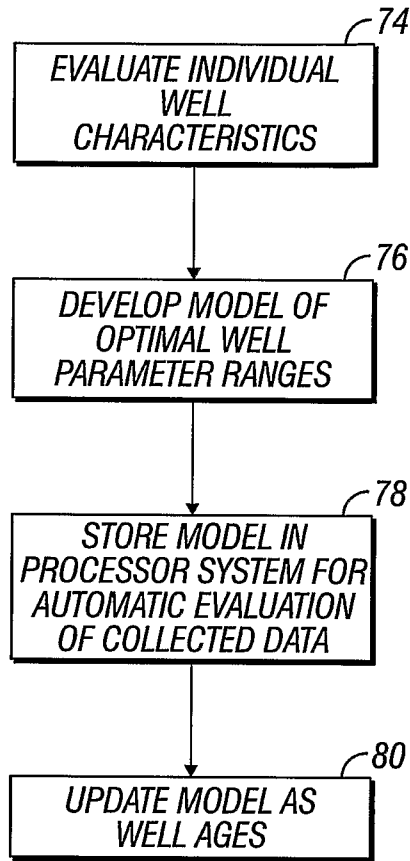 74
EVALUATE INDIVIDUAL
WELL
CHARACTERISTICS
76
DEVELOP MODEL OF
OPTIMAL WELL
PARAMETER RANGES
78
STORE MODEL IN
PROCESSOR SYSTEM FOR
AUTOMATIC EVALUATION
OF COLLECTED DATA
80
UPDATE MODEL AS
WELL AGES